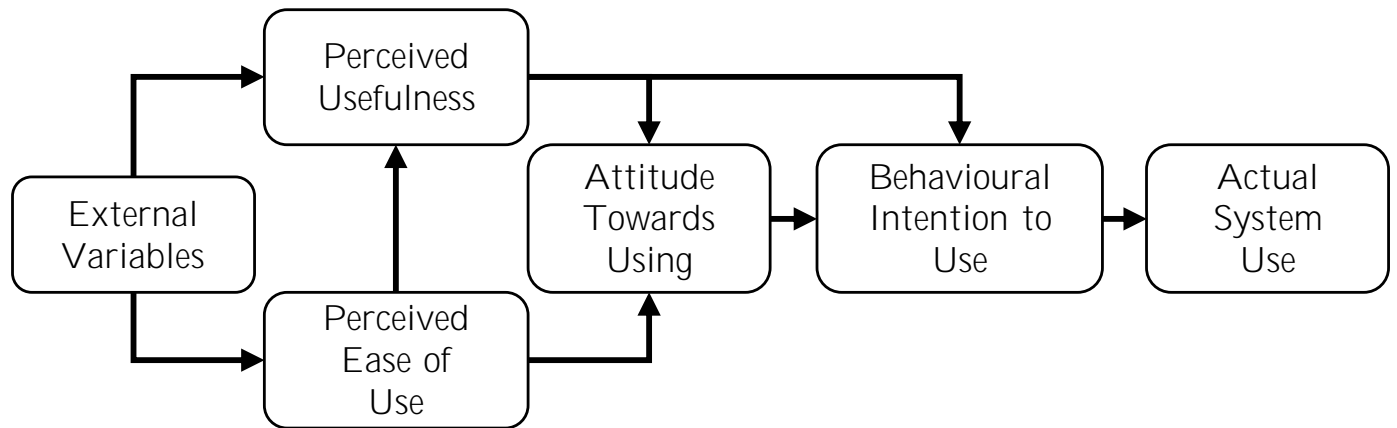 Perceived
Usefulness
External
Variables
Perceived
Ease of
Use
Attitude
Towards
Using
Behavioural
Intention to
Use
Actual
System
Use